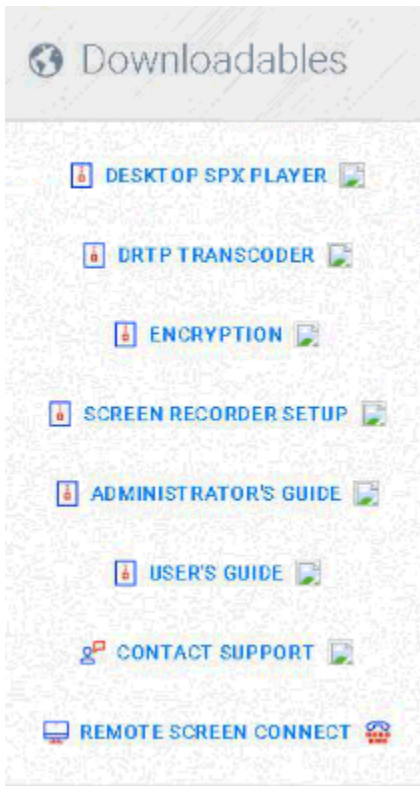 Downloadables
DESKTOP SPX PLAYER
DRTP TRANSCODER
ENCRYPTION
SCREEN RECORDER SETUP
ADMINISTRATOR'S GUIDE
USER'S GUIDE
CONTACT SUPPORT
REMOTE SCREEN CONNECT